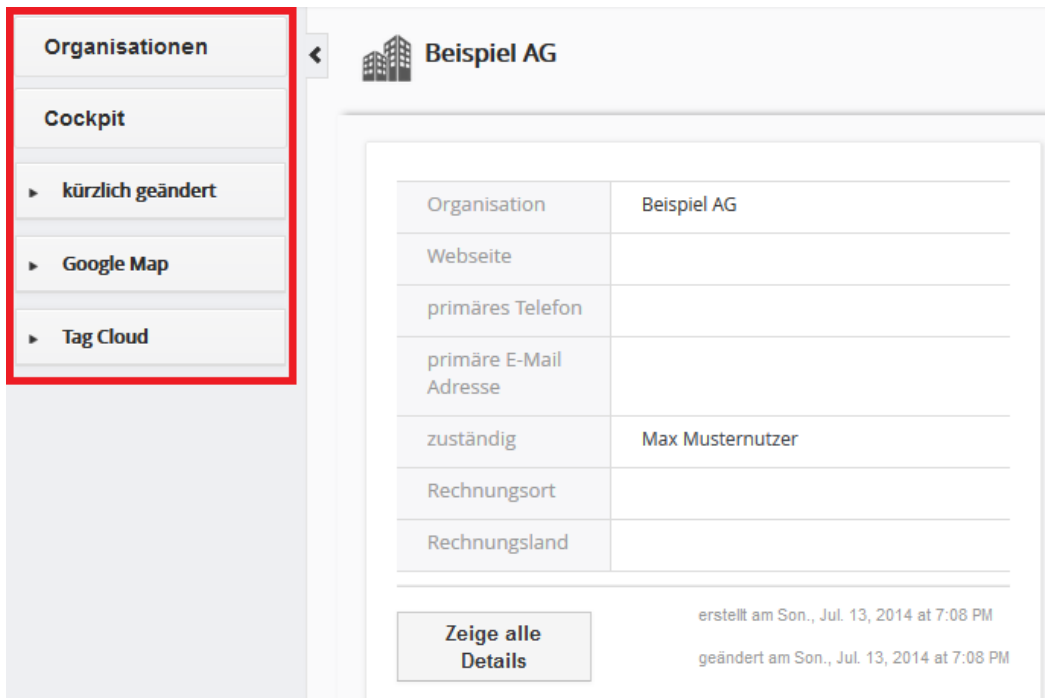 Organisationen
Cockpit
kürzlich geändert
Google Map
Tag Cloud
Beispiel AG
Organisation Beispiel AG
Webseite
primäres Telefon
primäre E-Mail
Adresse
zuständig Max Musternutzer
Rechnungsort
Rechnungsland
Zeige alle
Details
erstellt am Son., Jul. 13, 2014 at 7:08 PM
geändert am Son., Jul. 13, 2014 at 7:08 PM